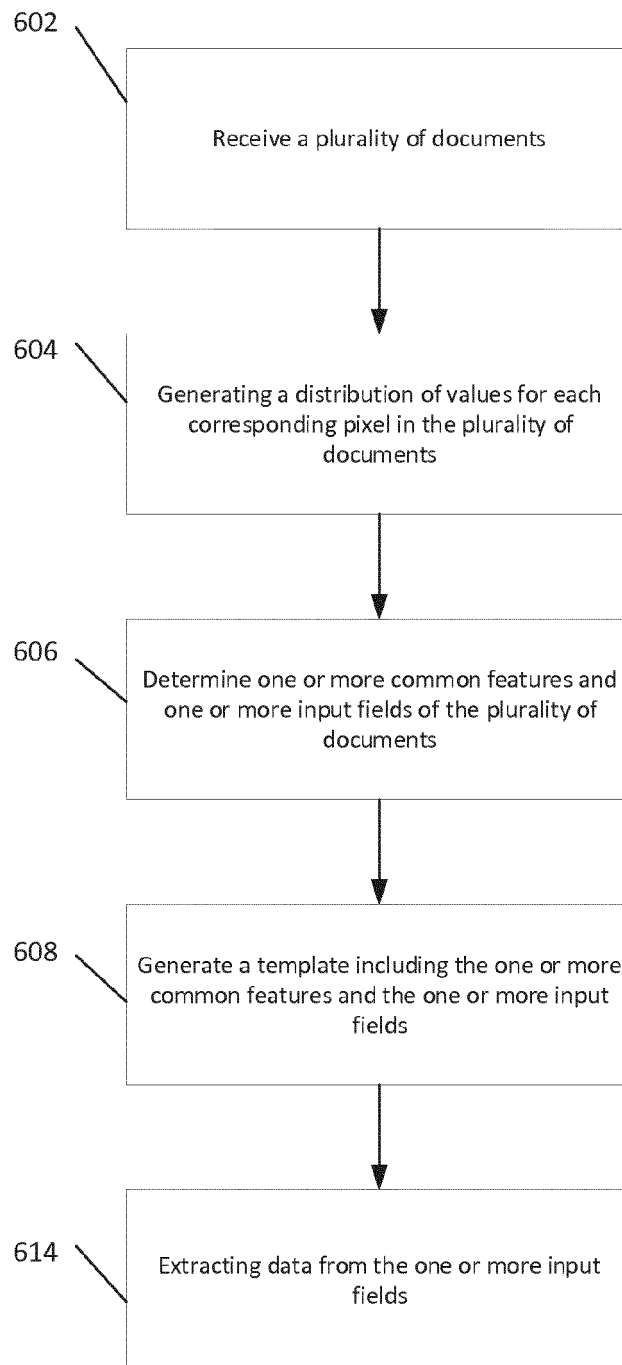 602
Receive a plurality of documents
604
Generating a distribution of values for each
corresponding pixel in the plurality of
documents
606
Determine one or more common features and
one or more input fields of the plurality of
documents
608
Generate a template including the one or more
common features and the one or more input
fields
614
Extracting data from the one or more input
fields